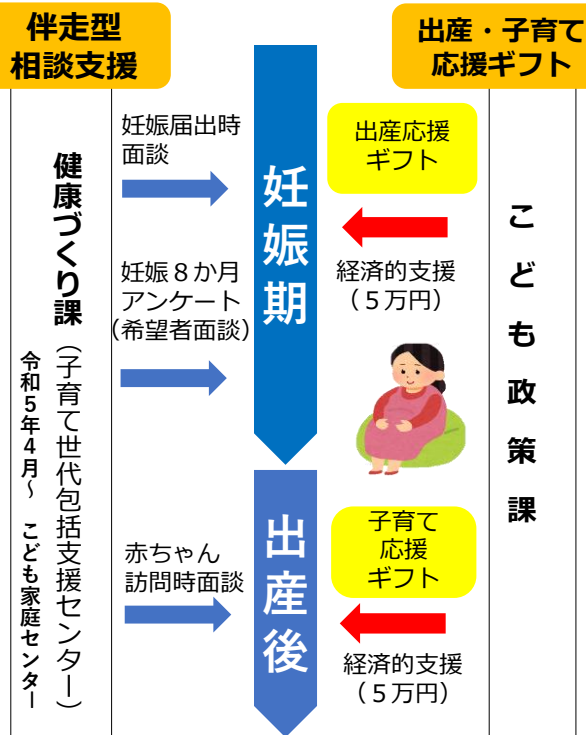 伴走型
相談支援
出産・子育て
応援ギフト
健康づくり課（子育て世代包括支援センター）
令和5年4月～ こども家庭センター
妊娠届出時
面談
妊娠８か月
アンケート
（希望者面談）
赤ちゃん
訪問時面談
妊娠期
出産後
出産応援
ギフト
経済的支援
（５万円）
子育て
応援
ギフト
経済的支援
（５万円）
こども政策課